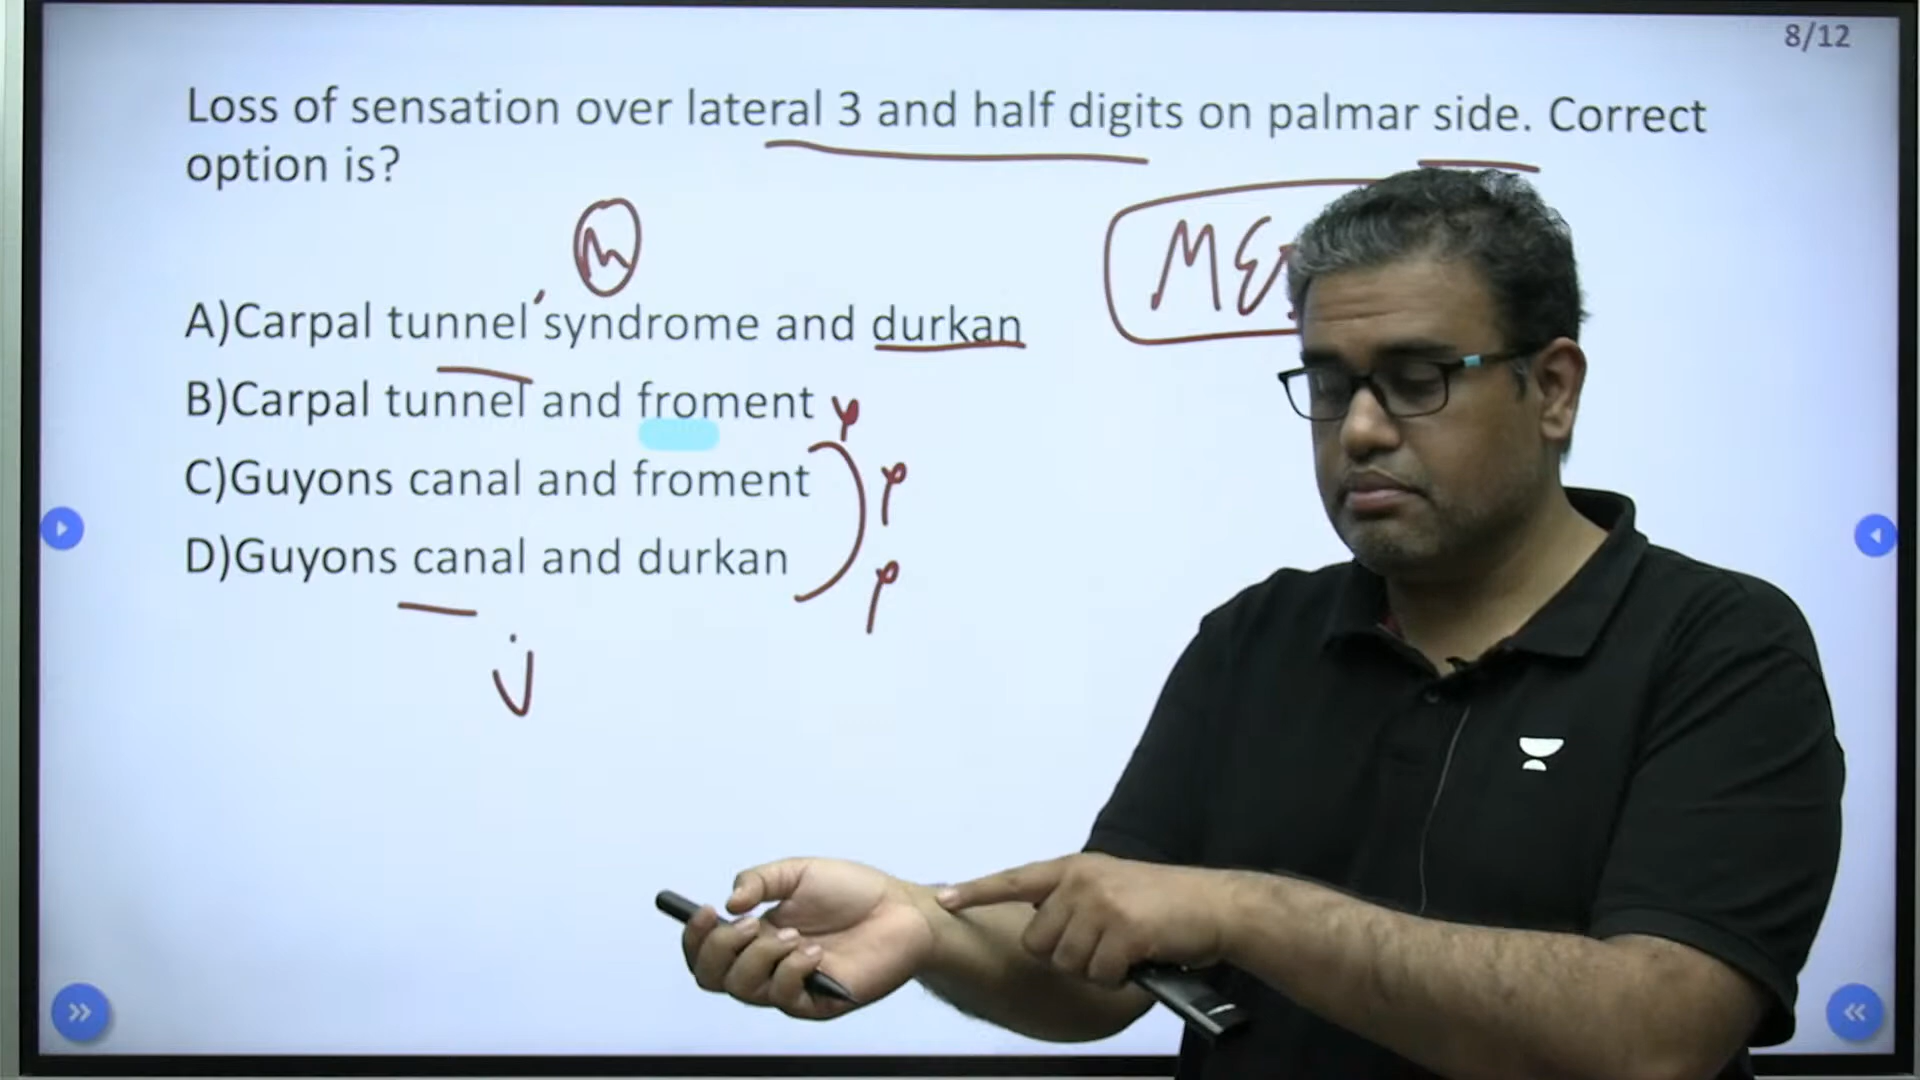 8/12
Loss of sensation over lateral 3 and half digits on palmar side. Correct
option is?
M
A)Carpal tunnel syndrome and durkan
B)Carpal tunnel and froment
C)Guyons canal and froment
D)Guyons canal and durkan